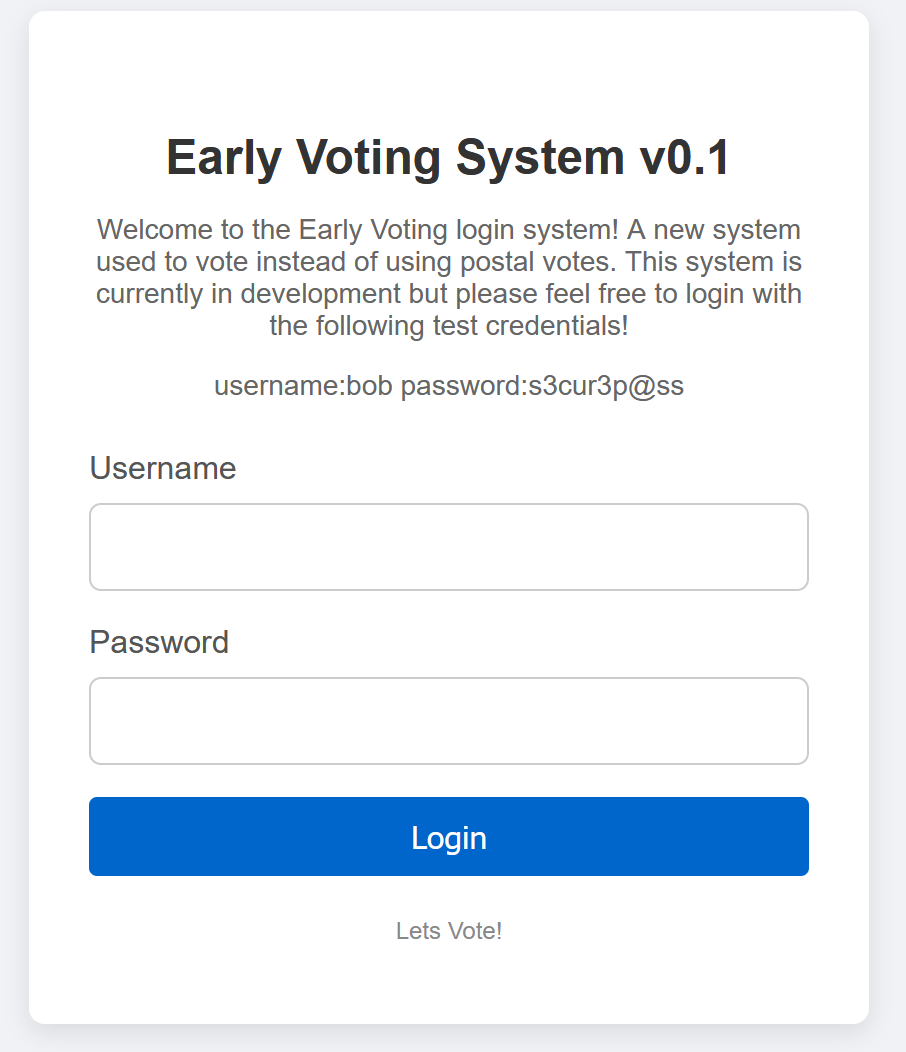 Early Voting System v0.1
Welcome to the Early Voting login system! A new system
used to vote instead of using postal votes. This system is
currently in development but please feel free to login with
the following test credentials!
username:bob password:s3cur3p@ss
Username
Password
Login
Lets Vote!